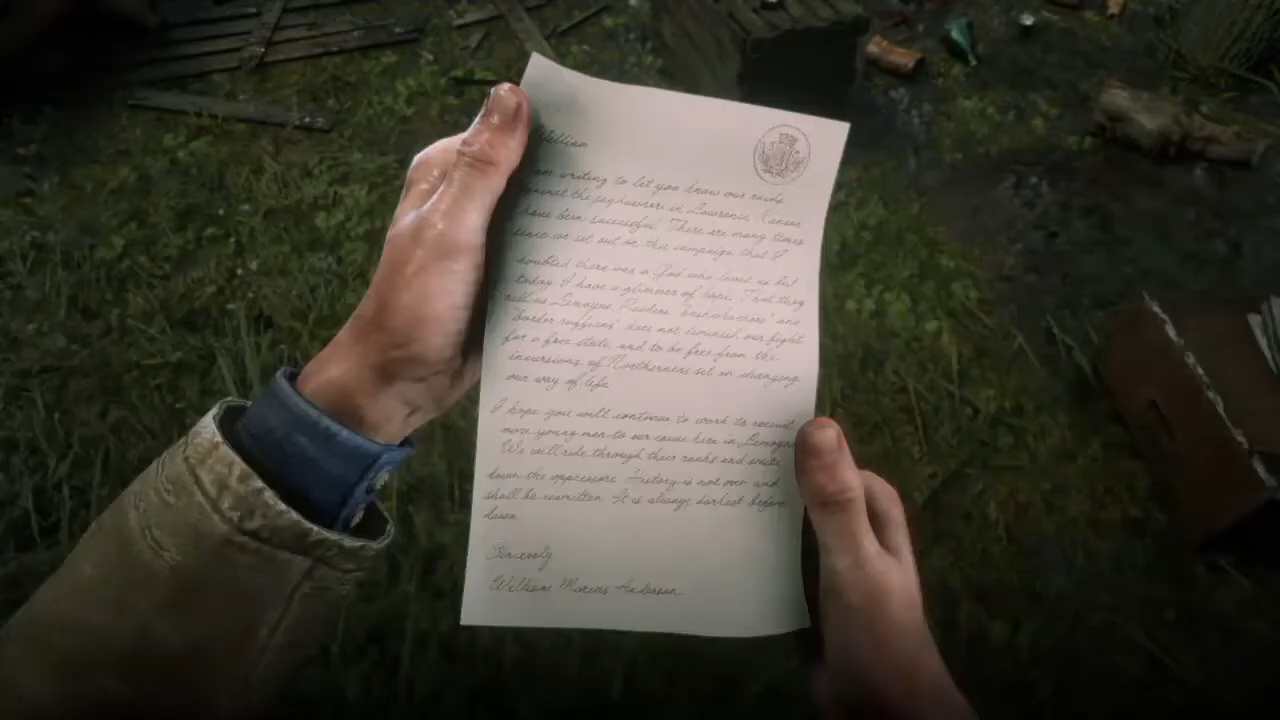 William
am writing to let you know our raids
against the jayhawkers in Lawrence, Kansas
have been successful. There are many times
since we set out on this campaign that I
doubted there was a God who loved us but
today I have a glimmer of hope. That they
call us Lemoyne Raiders, 'bushwhackers' and
'border ruffians' does not diminish our fight
for a free state and to be free from the
incursions of Northerners set on changing
our way of life.
I hope you will continue to work to recruit
more young men to our cause here in Lemoyne.
We will ride through their ranks and smite
down the oppressors. History is not over and
shall be rewritten. It is always darkest before
dawn.
Sincerely,
William Marcus Anderson